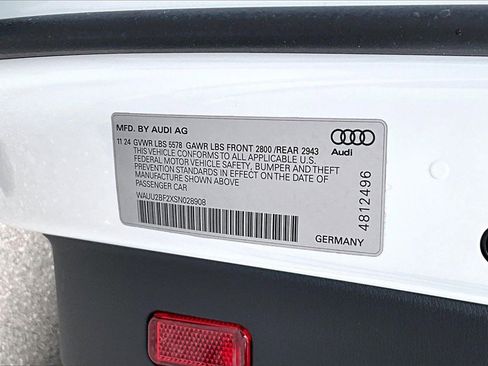 MFD. BY AUDI AG
11 24 GVWR LBS 5578 GAWR LBS FRONT 2800 /REAR 2943
THIS VEHICLE CONFORMS TO ALL APPLICABLE U.S.
FEDERAL MOTOR VEHICLE SAFETY, BUMPER AND THEFT
PREVENTION STANDARDS IN EFFECT ON THE DATE OF
MANUFACTURE SHOWN ABOVE
PASSENGER CAR
WAUU2BF2XSN028908
Audi
4812496
GERMANY